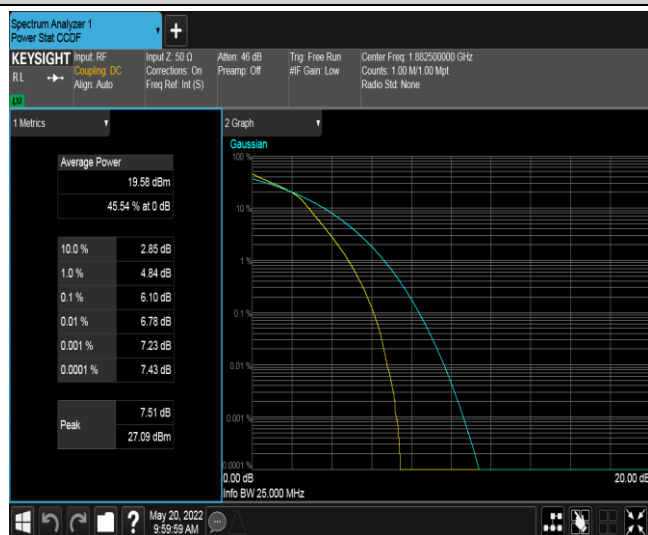 Spectrum Analyzer 1
Power Stat CCDF
+
KEYSIGHT
RL
Input: RF
Coupling: DC
Align: Auto
Input Z: 50 Ω
Corrections: On
Freq Ref: Int (S)
Atten: 46 dB
Preamp: Off
Trig: Free Run
#IF Gain: Low
Center Freq: 1.882500000 GHz
Counts: 1.00 M/1.00 Mpt
Radio Std: None
1 Metrics
Average Power
19.58 dBm
45.54 % at 0 dB
10.0 % 2.85 dB
1.0 % 4.84 dB
0.1 % 6.10 dB
0.01 % 6.78 dB
0.001 % 7.23 dB
0.0001 % 7.43 dB
Peak
7.51 dB
27.09 dBm
2 Graph
Gaussian
100 %
10 %
1 %
0.1 %
0.01 %
0.001 %
0.0001 %
0.00 dB 20.00 dB
Info BW 25.000 MHz
?
May 20, 2022
9:59:59 AM